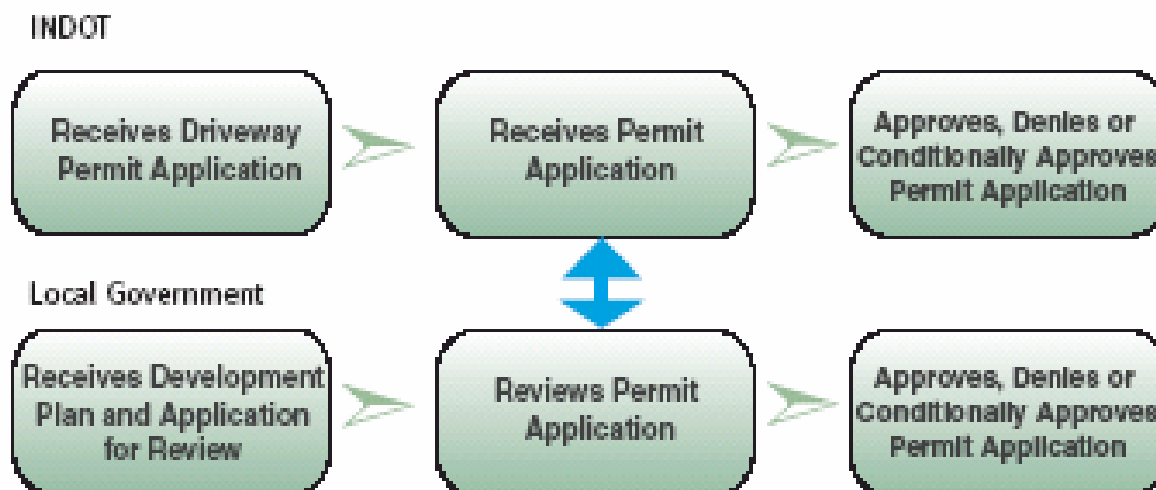 INDOT
Receives Driveway
Permit Application
Receives Permit
Application
Approves, Denies or
Conditionally Approves
Permit Application
Local Government
Receives Development
Plan and Application
for Review
Reviews Permit
Application
Approves, Denies or
Conditionally Approves
Permit Application